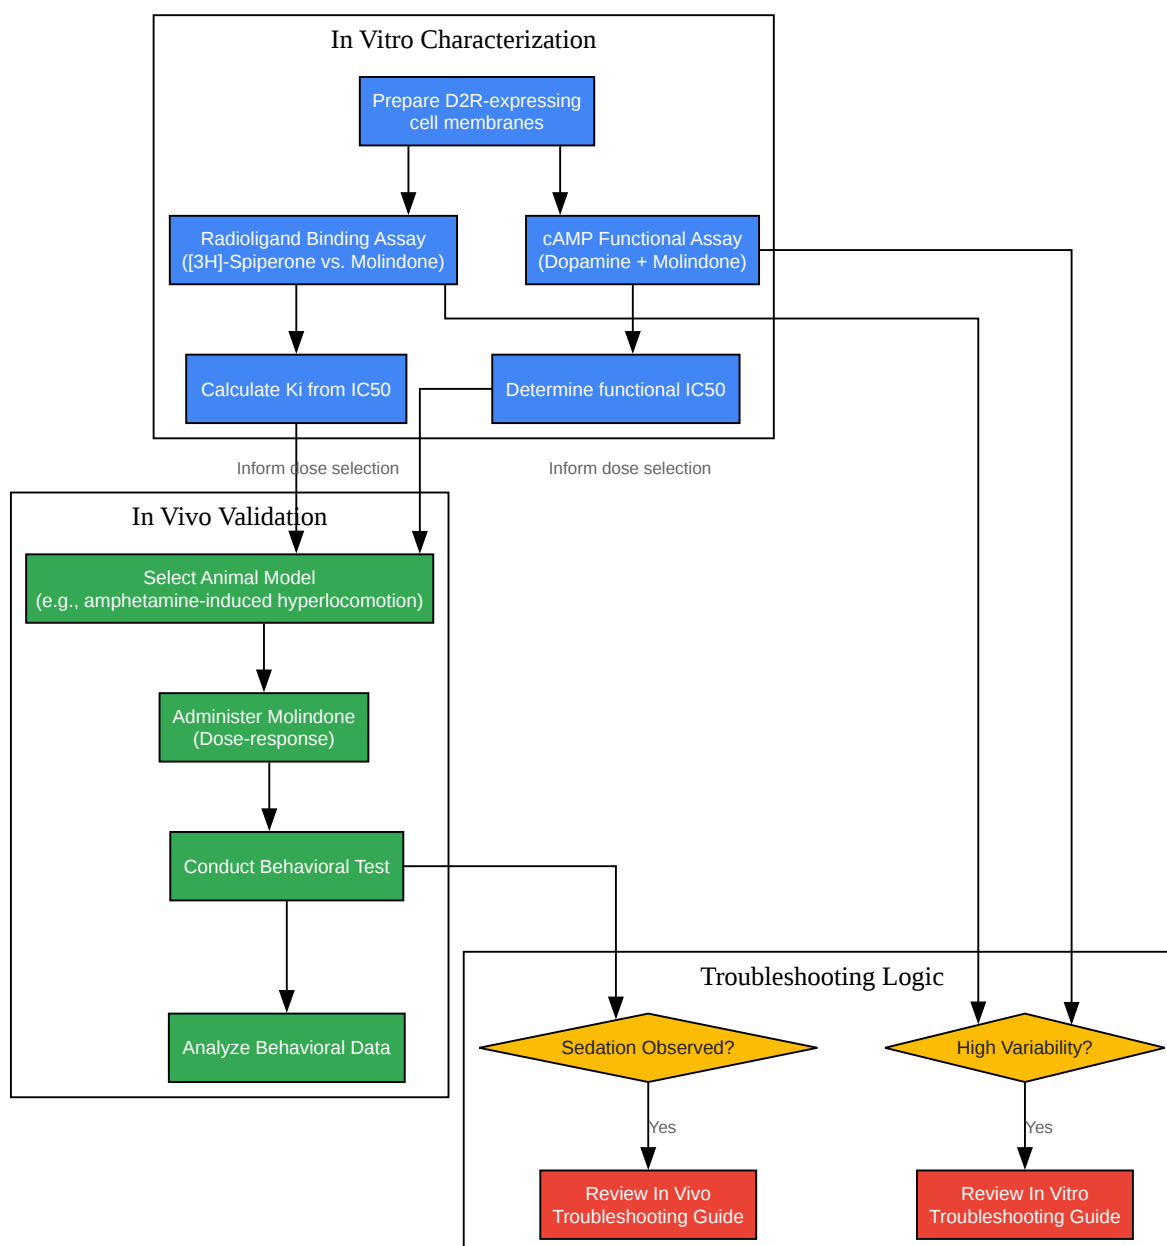 In Vitro Characterization
Prepare D2R-expressing
cell membranes
Radioligand Binding Assay
([3H]-Spiperone vs. Molindone)
cAMP Functional Assay
(Dopamine + Molindone)
Calculate Ki from IC50
Determine functional IC50
Inform dose selection
Inform dose selection
In Vivo Validation
Select Animal Model
(e.g., amphetamine-induced hyperlocomotion)
Administer Molindone
(Dose-response)
Conduct Behavioral Test
Analyze Behavioral Data
Troubleshooting Logic
Sedation Observed?
High Variability?
Yes
Yes
Review In Vivo
Troubleshooting Guide
Review In Vitro
Troubleshooting Guide